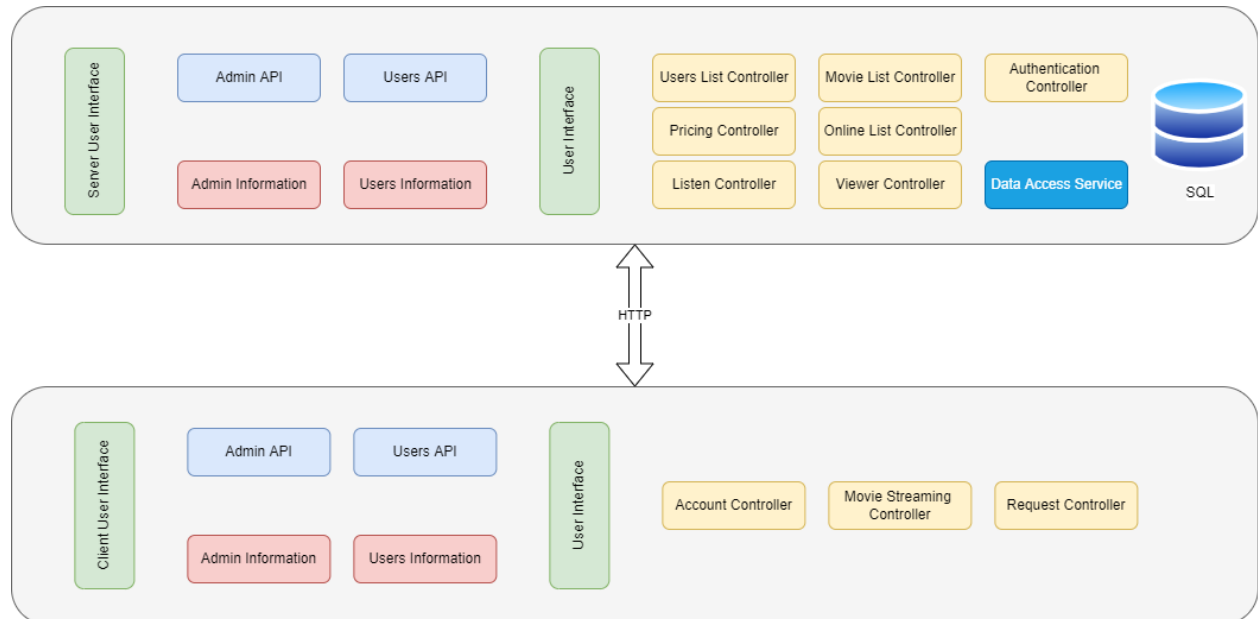 Server User Interface
Admin API
Users API
Admin Information
Users Information
User Interface
Users List Controller
Movie List Controller
Authentication
Controller
Pricing Controller
Online List Controller
Listen Controller
Viewer Controller
Data Access Service
SQL
HTTP
Client User Interface
Admin API
Users API
Admin Information
Users Information
User Interface
Account Controller
Movie Streaming
Controller
Request Controller